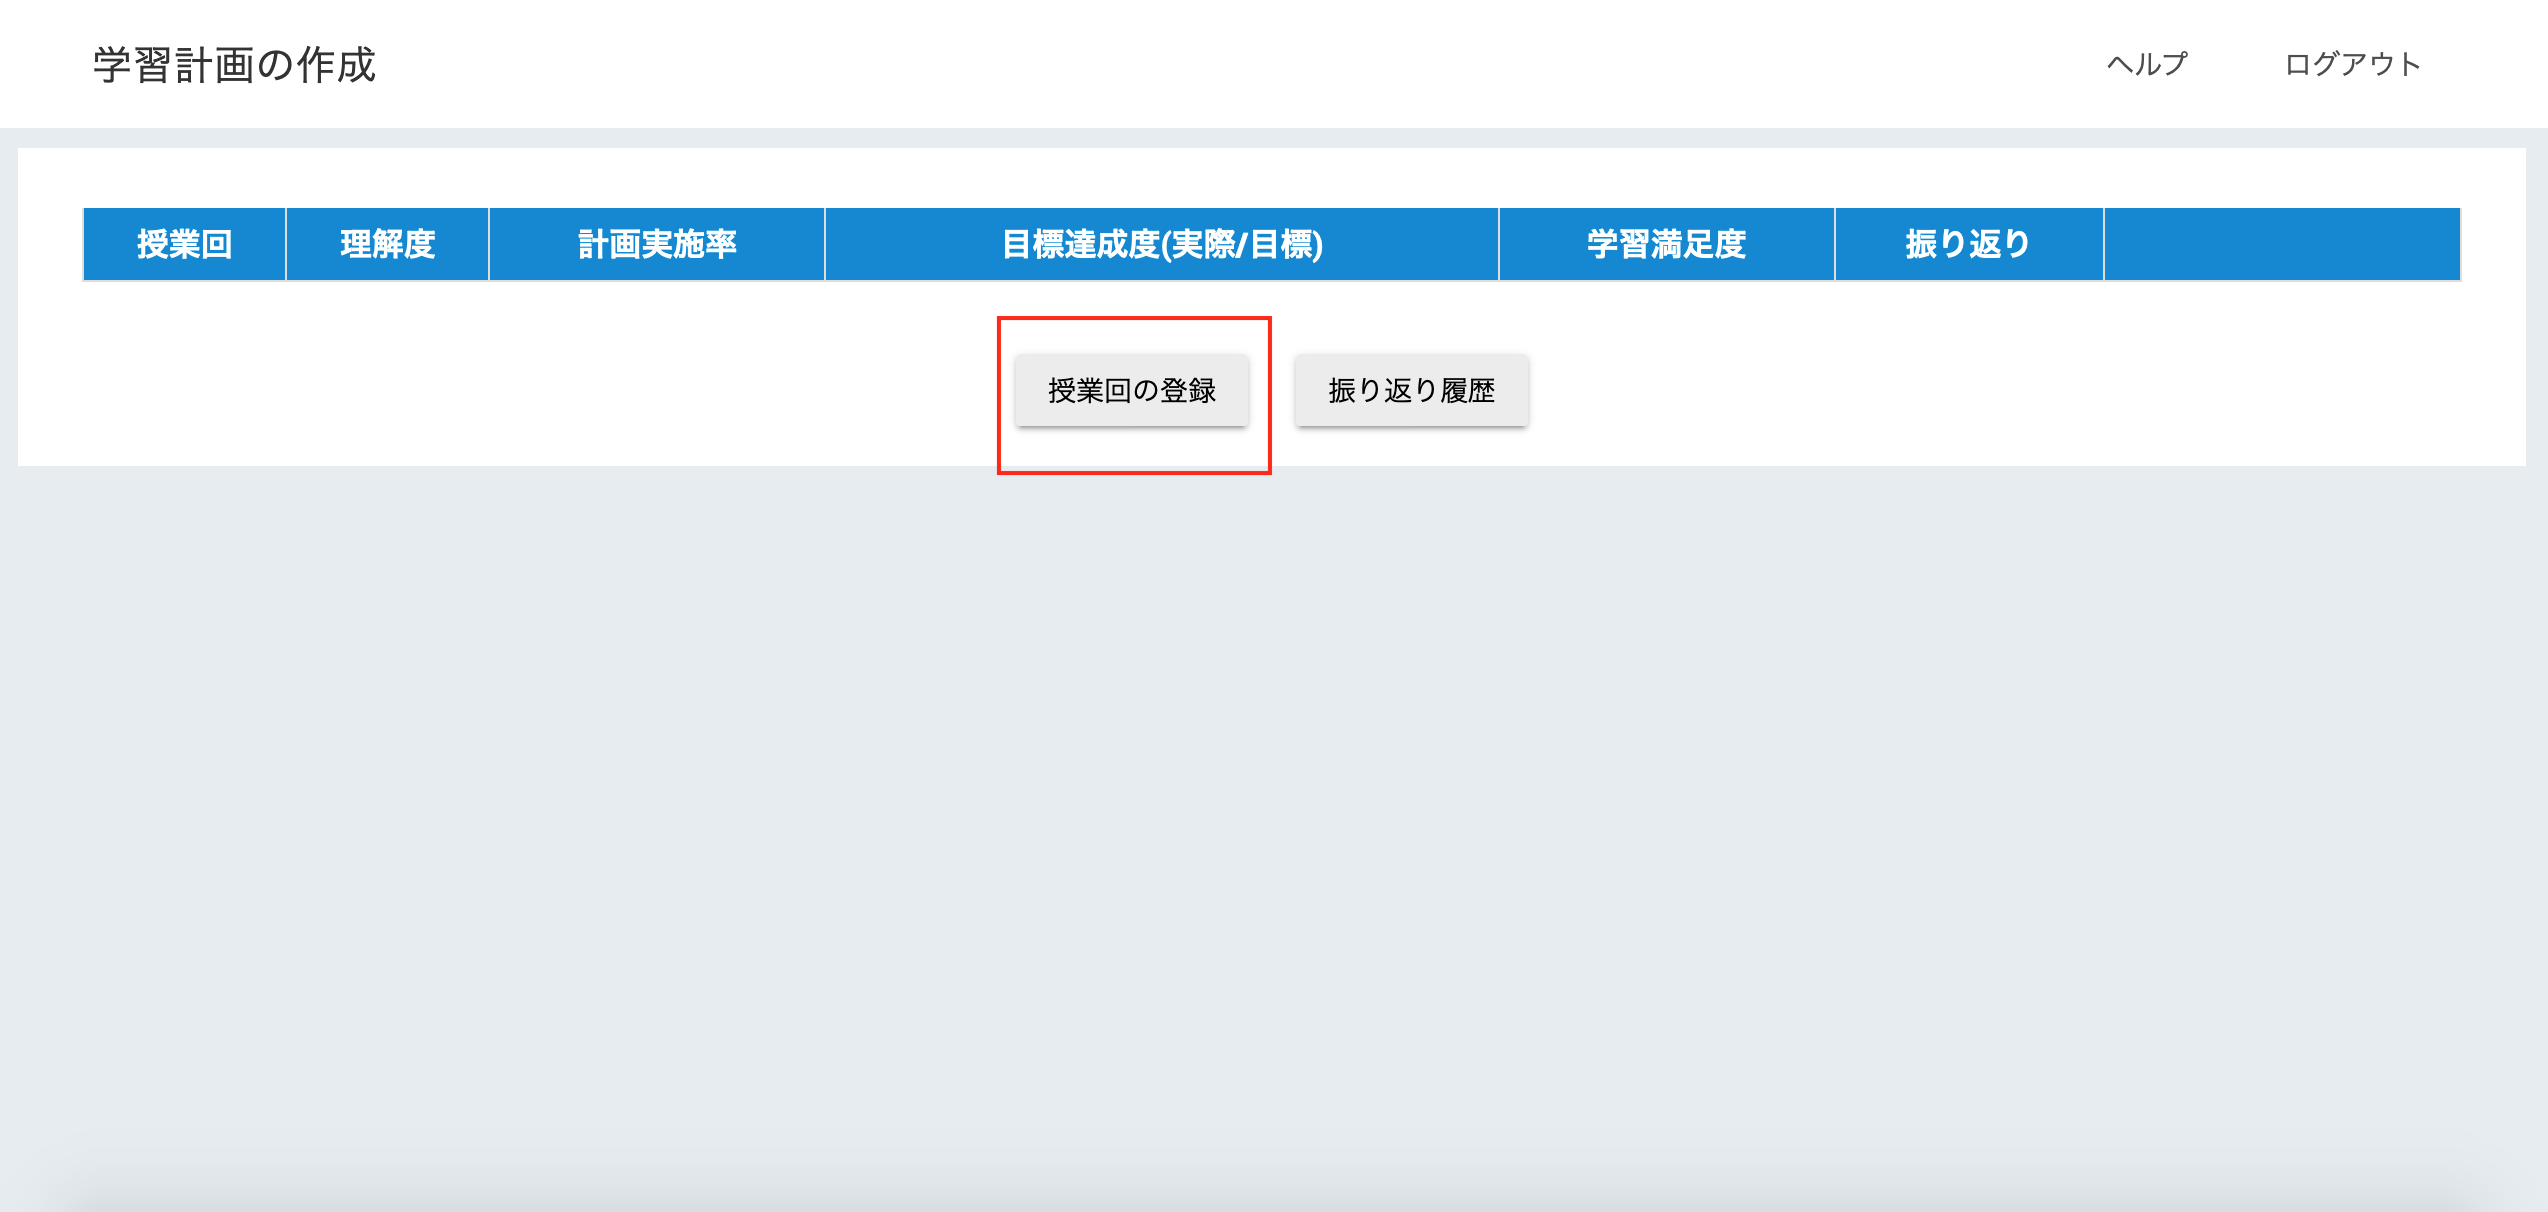 学習計画の作成
ヘルプ
ログアウト
授業回 理解度 計画実施率 目標達成度(実際/目標) 学習満足度 振り返り
授業回の登録
振り返り履歴